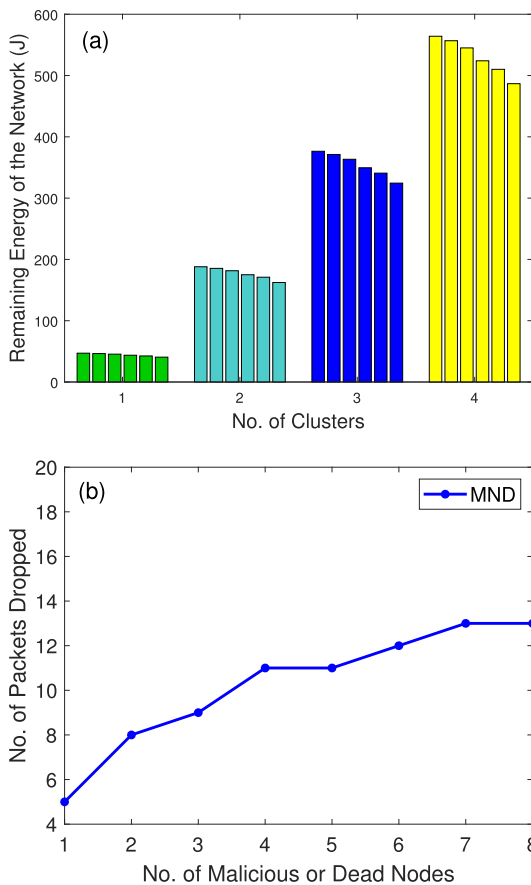 600
(a)
500
400
300
200
100
0
Remaining Energy of the Network (J)
1 2 3 4
No. of Clusters
20
(b)
MND
18
16
14
12
10
8
6
4
No. of Packets Dropped
1 2 3 4 5 6 7 8
No. of Malicious or Dead Nodes